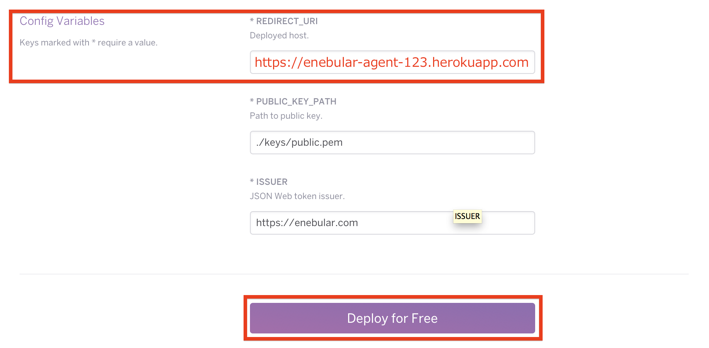 Config Variables
Keys marked with * require a value.
* REDIRECT_URI
Deployed host.
https://enebular-agent-123.herokuapp.com
* PUBLIC_KEY_PATH
Path to public key.
./keys/public.pem
* ISSUER
JSON Web token issuer.
https://enebular.com
ISSUER
Deploy for Free